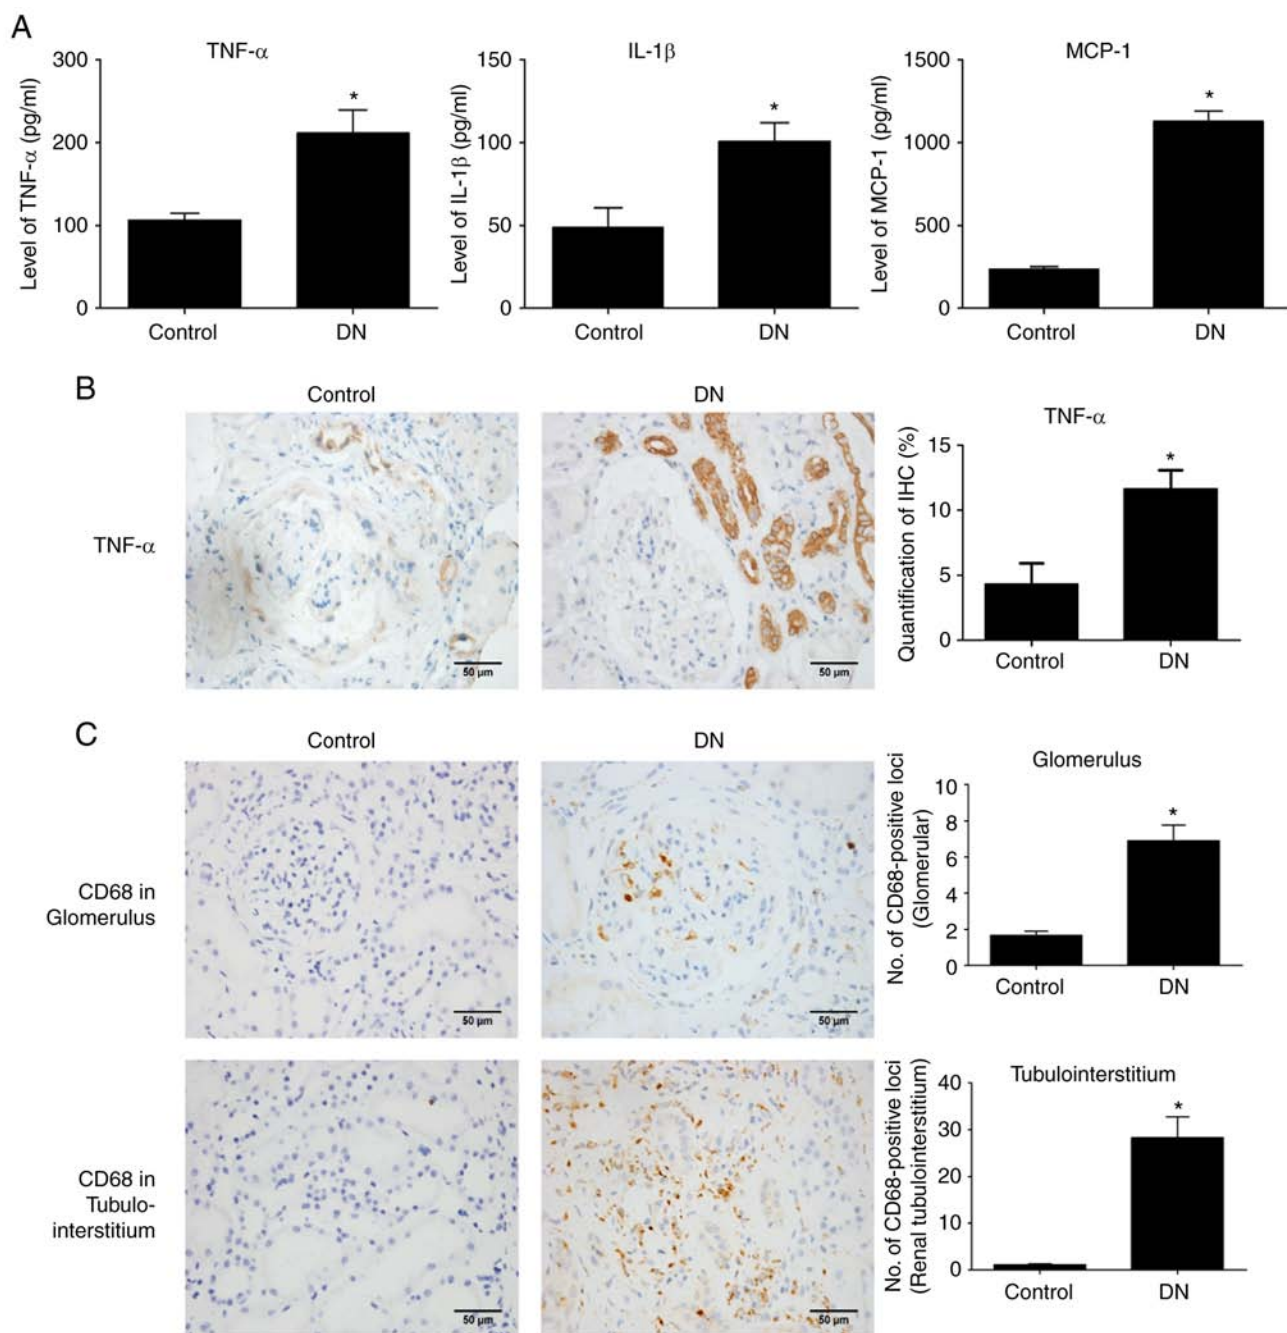 A
TNF-α
IL-1β
MCP-1
Level of TNF-α (pg/ml)
300
200
100
0
Control
DN
*
Level of IL-1β (pg/ml)
150
100
50
0
Control
DN
*
Level of MCP-1 (pg/ml)
1500
1000
500
0
Control
DN
*
B
Control
DN
TNF-α
TNF-α
50 µm
50 µm
Quantification of IHC (%)
15
10
5
0
Control
DN
*
C
Control
DN
Glomerulus
CD68 in
Glomerulus
50 µm
50 µm
No. of CD68-positive loci
(Glomerular)
10
8
6
4
2
0
Control
DN
*
Tubulointerstitium
CD68 in
Tubulo-
interstitium
50 µm
50 µm
No. of CD68-positive loci
(Renal tubulointerstitium)
40
30
20
10
0
Control
DN
*